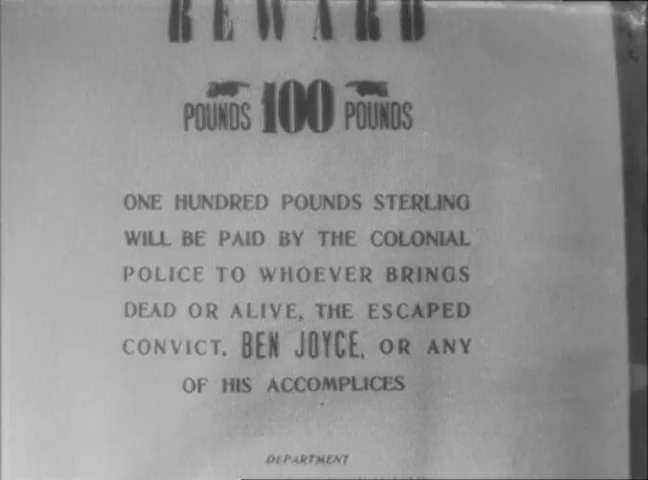 REWARD
POUNDS 100 POUNDS
ONE HUNDRED POUNDS STERLING
WILL BE PAID BY THE COLONIAL
POLICE TO WHOEVER BRINGS
DEAD OR ALIVE, THE ESCAPED
CONVICT, BEN JOYCE, OR ANY
OF HIS ACCOMPLICES
DEPARTMENT